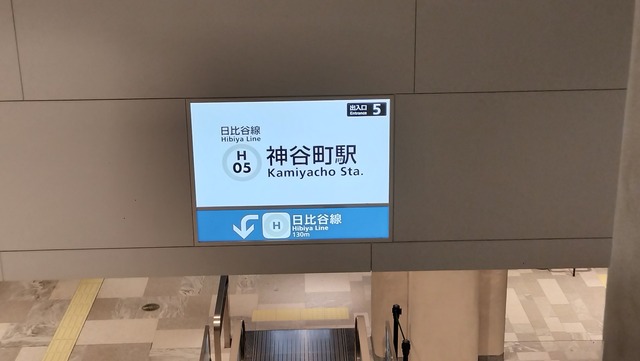 出入口
Entrance
5
日比谷線
Hibiya Line
H
05
神谷町駅
Kamiyacho Sta.
H
日比谷線
Hibiya Line
130m